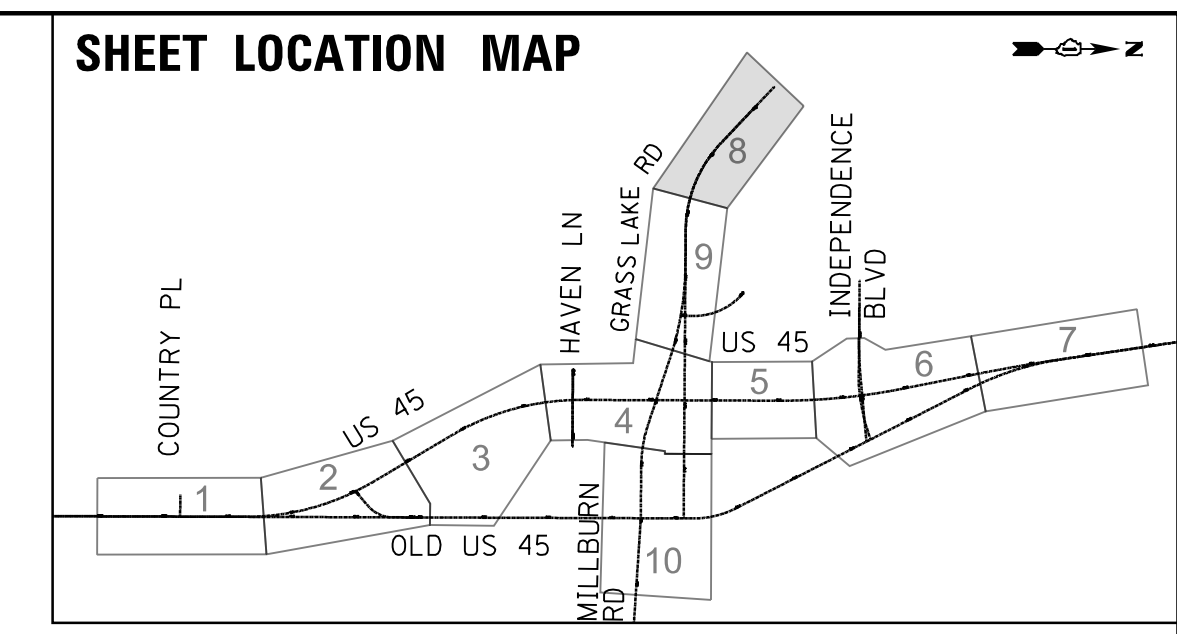 SHEET LOCATION MAP
N
8
GRASS LAKE RD
INDEPENDENCE
BLVD
9
HAVEN LN
COUNTRY PL
US 45
7
6
5
US 45
4
3
2
1
OLD US 45
MILLBURN
RD
10